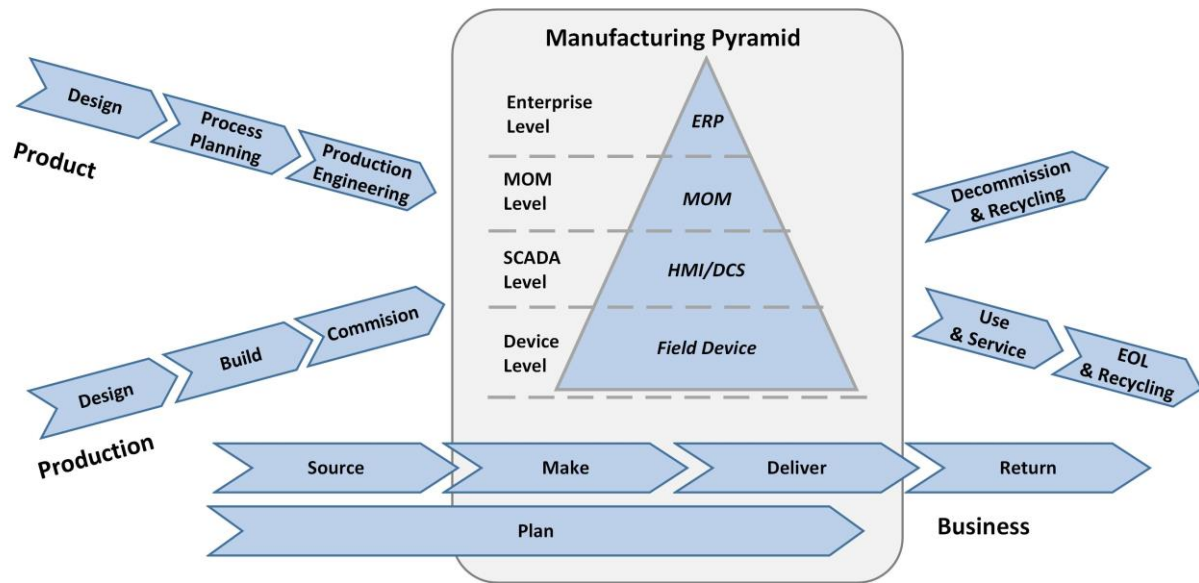 Manufacturing Pyramid
Design
Process
Planning
Production
Engineering
Product
Enterprise
Level
ERP
MOM
Level
MOM
SCADA
Level
HMI/DCS
Device
Level
Field Device
Decommission
& Recycling
Design
Build
Commision
Production
Use
& Service
EOL
& Recycling
Source
Make
Deliver
Return
Plan
Business